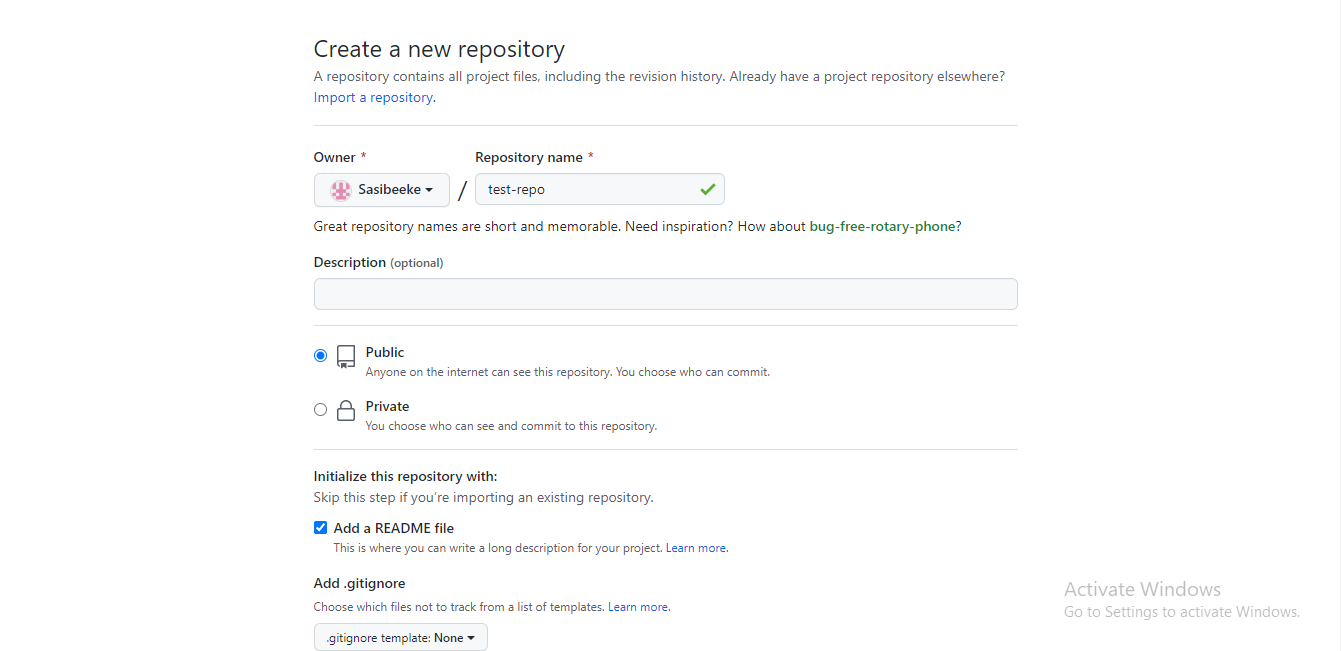 Create a new repository
A repository contains all project files, including the revision history. Already have a project repository elsewhere?
Import a repository.
Owner * Repository name *
Sasibeeke / test-repo
Great repository names are short and memorable. Need inspiration? How about bug-free-rotary-phone?
Description (optional)
Public
Anyone on the internet can see this repository. You choose who can commit.
Private
You choose who can see and commit to this repository.
Initialize this repository with:
Skip this step if you’re importing an existing repository.
Add a README file
This is where you can write a long description for your project. Learn more.
Add .gitignore
Choose which files not to track from a list of templates. Learn more.
.gitignore template: None
Activate Windows
Go to Settings to activate Windows.